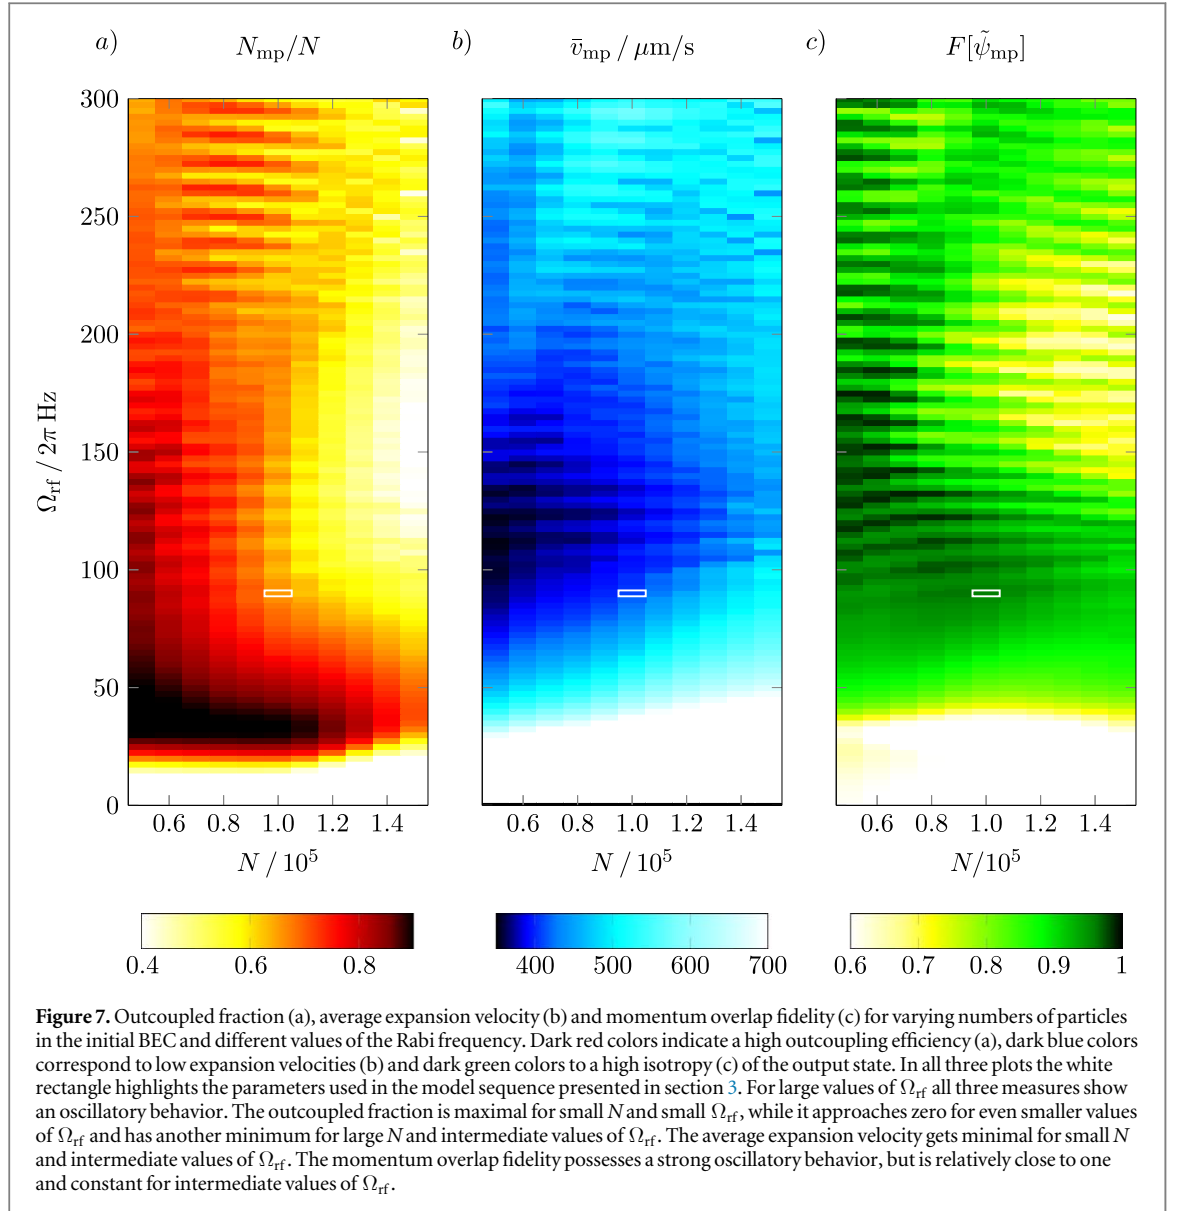 a) N_mp/N b) v̄_mp / μm/s c) F[ψ̃_mp]
300
250
200
150
100
50
0
Ω_rf / 2π Hz
0.6 0.8 1.0 1.2 1.4 0.6 0.8 1.0 1.2 1.4 0.6 0.8 1.0 1.2 1.4
N / 10⁵ N / 10⁵ N/10⁵
0.4 0.6 0.8 400 500 600 700 0.6 0.7 0.8 0.9 1
Figure 7. Outcoupled fraction (a), average expansion velocity (b) and momentum overlap fidelity (c) for varying numbers of particles
in the initial BEC and different values of the Rabi frequency. Dark red colors indicate a high outcoupling efficiency (a), dark blue colors
correspond to low expansion velocities (b) and dark green colors to a high isotropy (c) of the output state. In all three plots the white
rectangle highlights the parameters used in the model sequence presented in section 3. For large values of Ω_rf all three measures show
an oscillatory behavior. The outcoupled fraction is maximal for small N and small Ω_rf, while it approaches zero for even smaller values
of Ω_rf and has another minimum for large N and intermediate values of Ω_rf. The average expansion velocity gets minimal for small N
and intermediate values of Ω_rf. The momentum overlap fidelity possesses a strong oscillatory behavior, but is relatively close to one
and constant for intermediate values of Ω_rf.